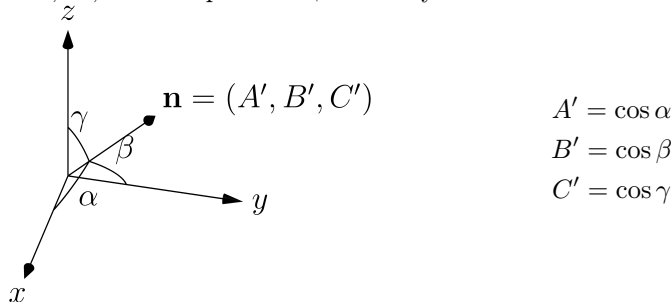 z
γ
n = (A′, B′, C′)
β
α
y
x
A′ = cos α
B′ = cos β
C′ = cos γ